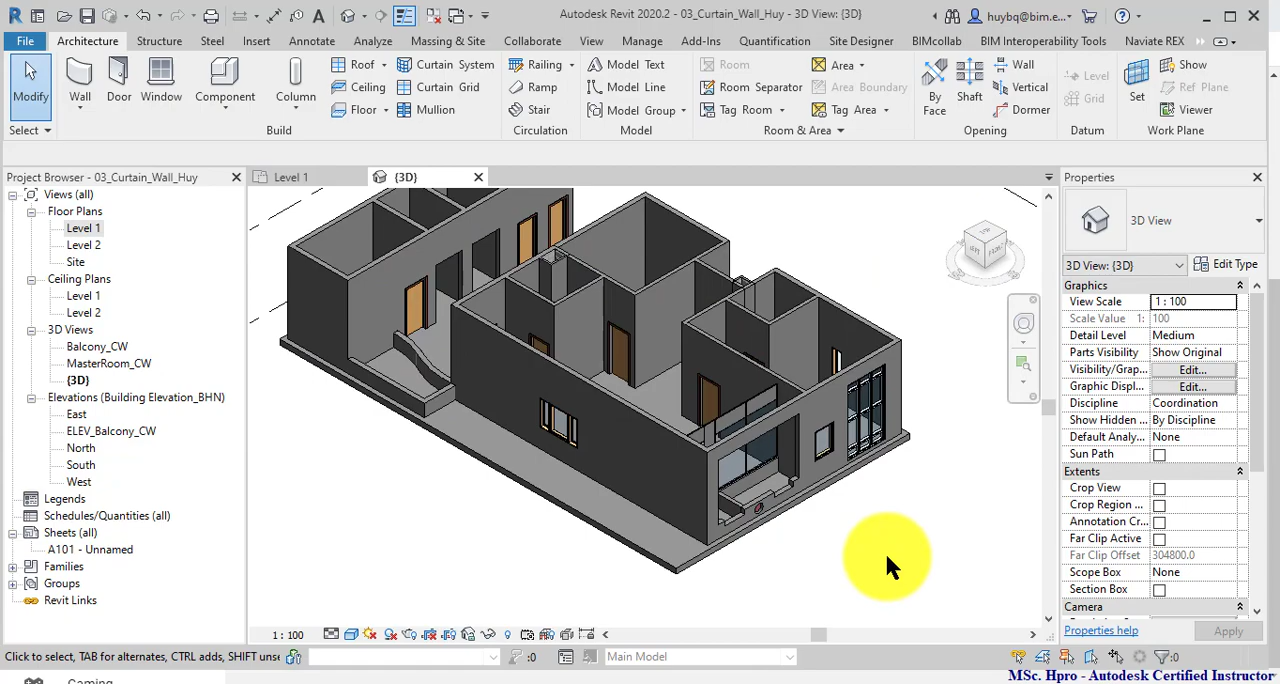 Autodesk Revit 2020.2 - 03_Curtain_Wall_Huy - 3D View: {3D}
huybq@bim.e...
File Architecture Structure Steel Insert Annotate Analyze Massing & Site Collaborate View Manage Add-Ins Quantification Site Designer BIMcollab BIM Interoperability Tools Naviate REX
Modify Wall Door Window Component Column
Roof Curtain System Railing Model Text Room Area Wall Level Show
Ceiling Curtain Grid Ramp Model Line Room Separator Area Boundary By Face Shaft Vertical Grid Set Ref Plane
Floor Mullion Stair Model Group Tag Room Tag Area Dormer Viewer
Select Build Circulation Model Room & Area Opening Datum Work Plane
Project Browser - 03_Curtain_Wall_Huy
Level 1 {3D}
Properties
Views (all)
Floor Plans
Level 1
Level 2
Site
Ceiling Plans
Level 1
Level 2
3D Views
Balcony_CW
MasterRoom_CW
{3D}
Elevations (Building Elevation_BHN)
East
ELEV_Balcony_CW
North
South
West
Legends
Schedules/Quantities (all)
Sheets (all)
A101 - Unnamed
Families
Groups
Revit Links
TOP
LEFT FRONT
3D View
3D View: {3D} Edit Type
Graphics
View Scale 1 : 100
Scale Value 1: 100
Detail Level Medium
Parts Visibility Show Original
Visibility/Grap... Edit...
Graphic Displ... Edit...
Discipline Coordination
Show Hidden ... By Discipline
Default Analy... None
Sun Path
Extents
Crop View
Crop Region ...
Annotation Cr...
Far Clip Active
Far Clip Offset 304800.0
Scope Box None
Section Box
Camera
Properties help Apply
1 : 100
Click to select, TAB for alternates, CTRL adds, SHIFT unse
:0
Main Model
:0
MSc. Hpro - Autodesk Certified Instructor
Gaming